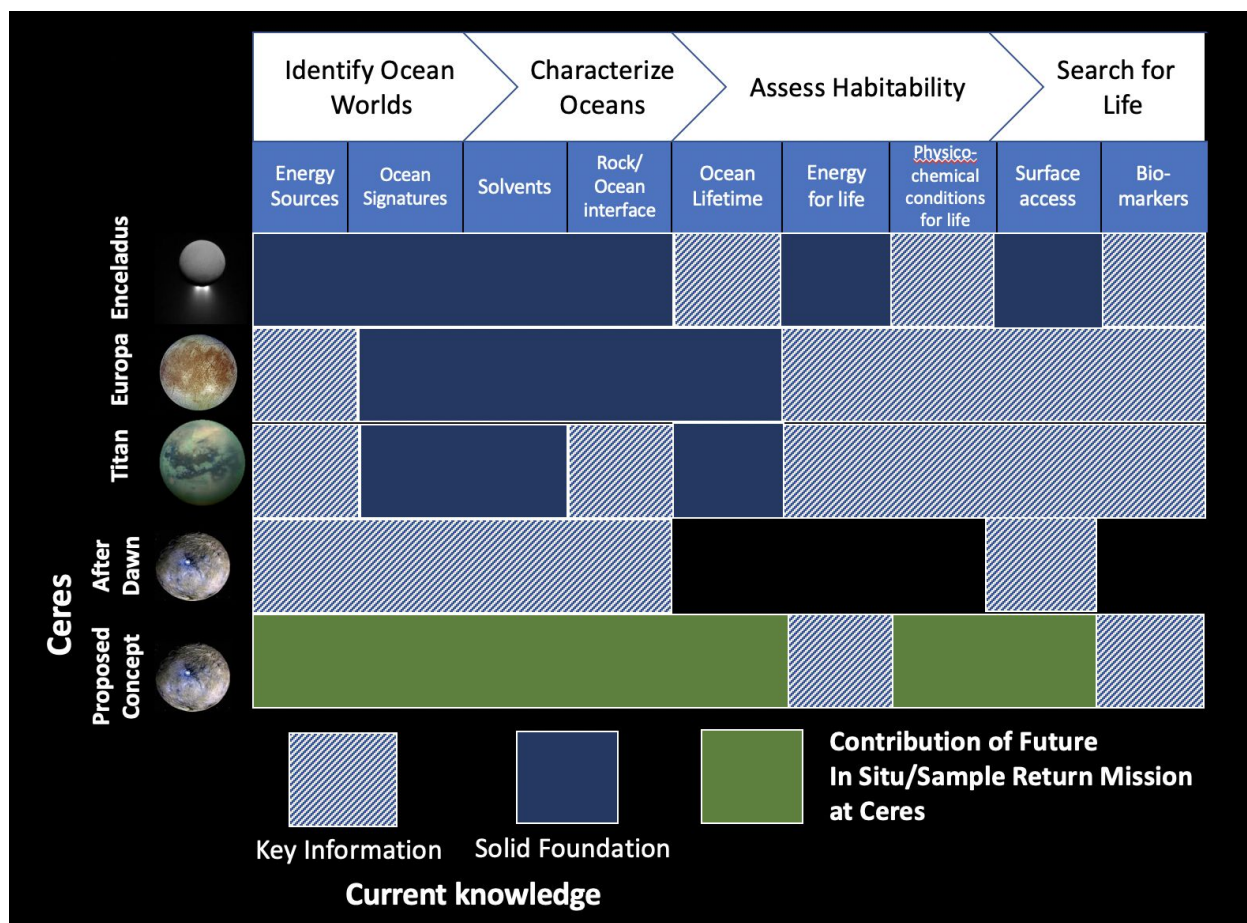 Identify Ocean
Worlds
Characterize
Oceans
Assess Habitability
Search for
Life
Energy
Sources
Ocean
Signatures
Solvents
Rock/
Ocean
interface
Ocean
Lifetime
Energy
for life
Physico-
chemical
conditions
for life
Surface
access
Bio-
markers
Enceladus
Europa
Titan
Ceres
After
Dawn
Proposed
Concept
Key Information
Solid Foundation
Contribution of Future
In Situ/Sample Return Mission
at Ceres
Current knowledge